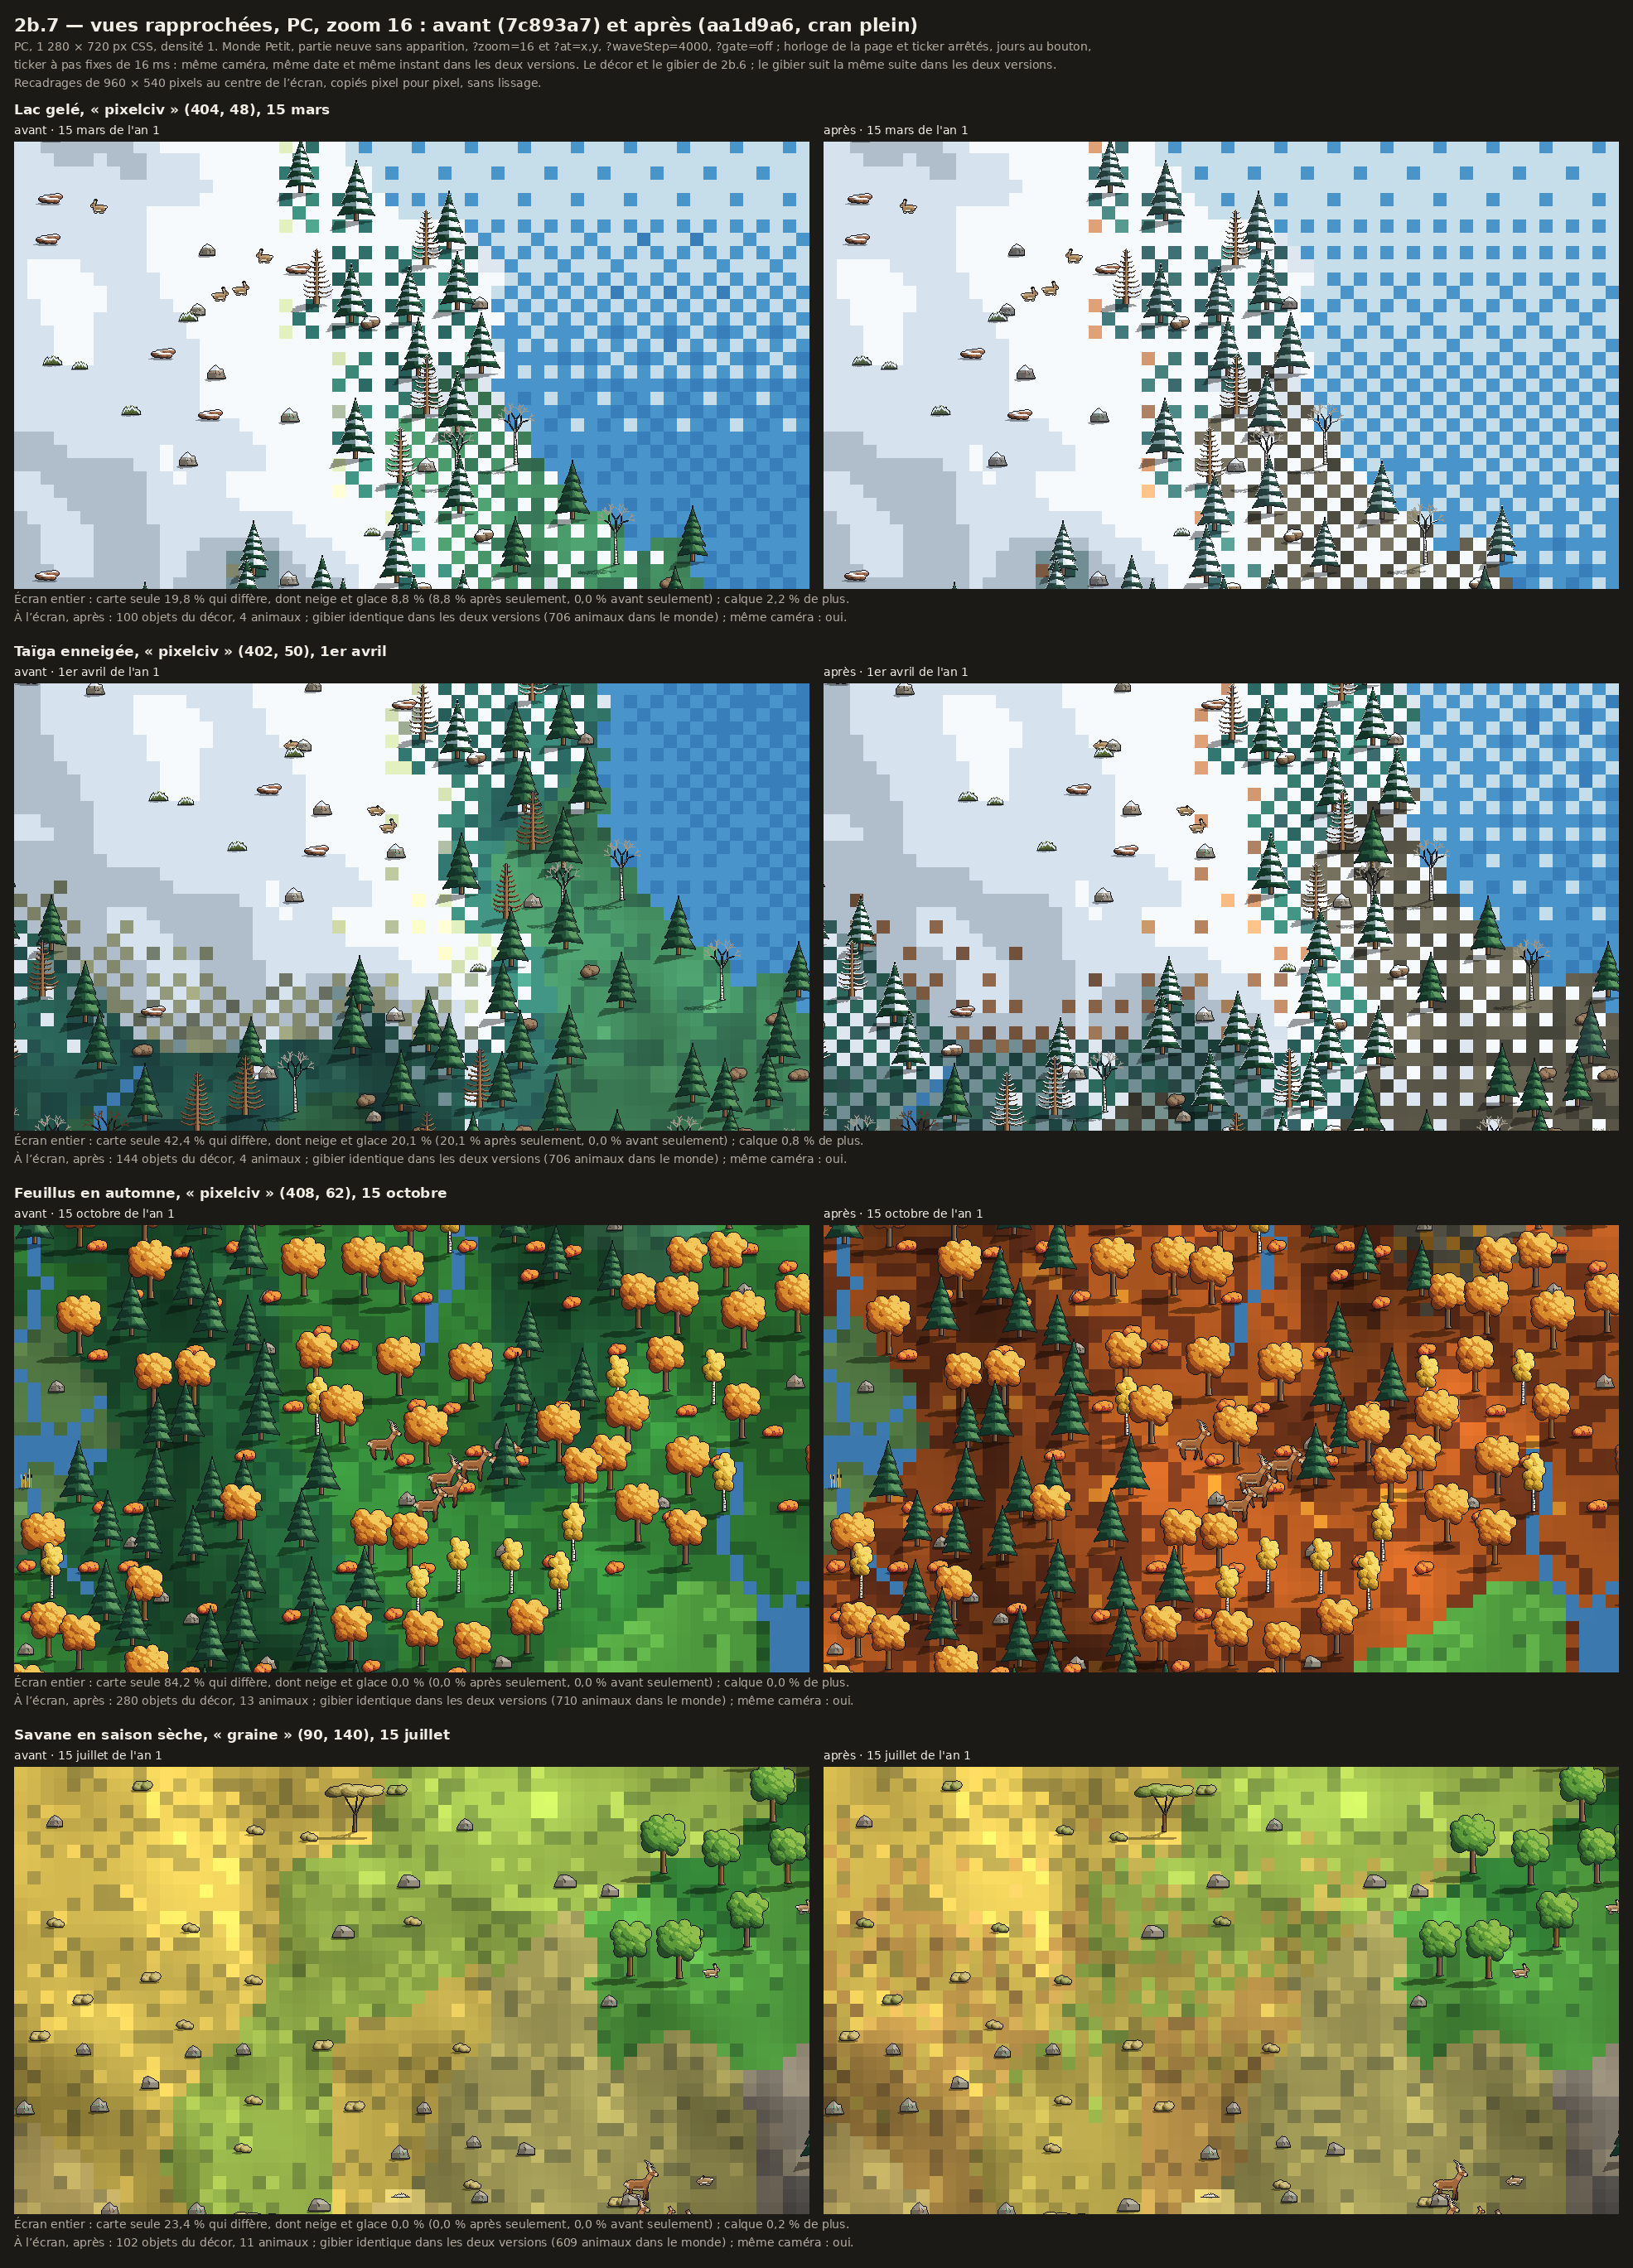 2b.7 — vues rapprochées, PC, zoom 16 : avant (7c893a7) et après (aa1d9a6, cran plein)
PC, 1 280 × 720 px CSS, densité 1. Monde Petit, partie neuve sans apparition, ?zoom=16 et ?at=x,y, ?waveStep=4000, ?gate=off ; horloge de la page et ticker arrêtés, jours au bouton,
ticker à pas fixes de 16 ms : même caméra, même date et même instant dans les deux versions. Le décor et le gibier de 2b.6 ; le gibier suit la même suite dans les deux versions.
Recadrages de 960 × 540 pixels au centre de l’écran, copiés pixel pour pixel, sans lissage.
Lac gelé, « pixelciv » (404, 48), 15 mars
avant · 15 mars de l'an 1
après · 15 mars de l'an 1
Écran entier : carte seule 19,8 % qui diffère, dont neige et glace 8,8 % (8,8 % après seulement, 0,0 % avant seulement) ; calque 2,2 % de plus.
À l’écran, après : 100 objets du décor, 4 animaux ; gibier identique dans les deux versions (706 animaux dans le monde) ; même caméra : oui.
Taïga enneigée, « pixelciv » (402, 50), 1er avril
avant · 1er avril de l'an 1
après · 1er avril de l'an 1
Écran entier : carte seule 42,4 % qui diffère, dont neige et glace 20,1 % (20,1 % après seulement, 0,0 % avant seulement) ; calque 0,8 % de plus.
À l’écran, après : 144 objets du décor, 4 animaux ; gibier identique dans les deux versions (706 animaux dans le monde) ; même caméra : oui.
Feuillus en automne, « pixelciv » (408, 62), 15 octobre
avant · 15 octobre de l'an 1
après · 15 octobre de l'an 1
Écran entier : carte seule 84,2 % qui diffère, dont neige et glace 0,0 % (0,0 % après seulement, 0,0 % avant seulement) ; calque 0,0 % de plus.
À l’écran, après : 280 objets du décor, 13 animaux ; gibier identique dans les deux versions (710 animaux dans le monde) ; même caméra : oui.
Savane en saison sèche, « graine » (90, 140), 15 juillet
avant · 15 juillet de l'an 1
après · 15 juillet de l'an 1
Écran entier : carte seule 23,4 % qui diffère, dont neige et glace 0,0 % (0,0 % après seulement, 0,0 % avant seulement) ; calque 0,2 % de plus.
À l’écran, après : 102 objets du décor, 11 animaux ; gibier identique dans les deux versions (609 animaux dans le monde) ; même caméra : oui.